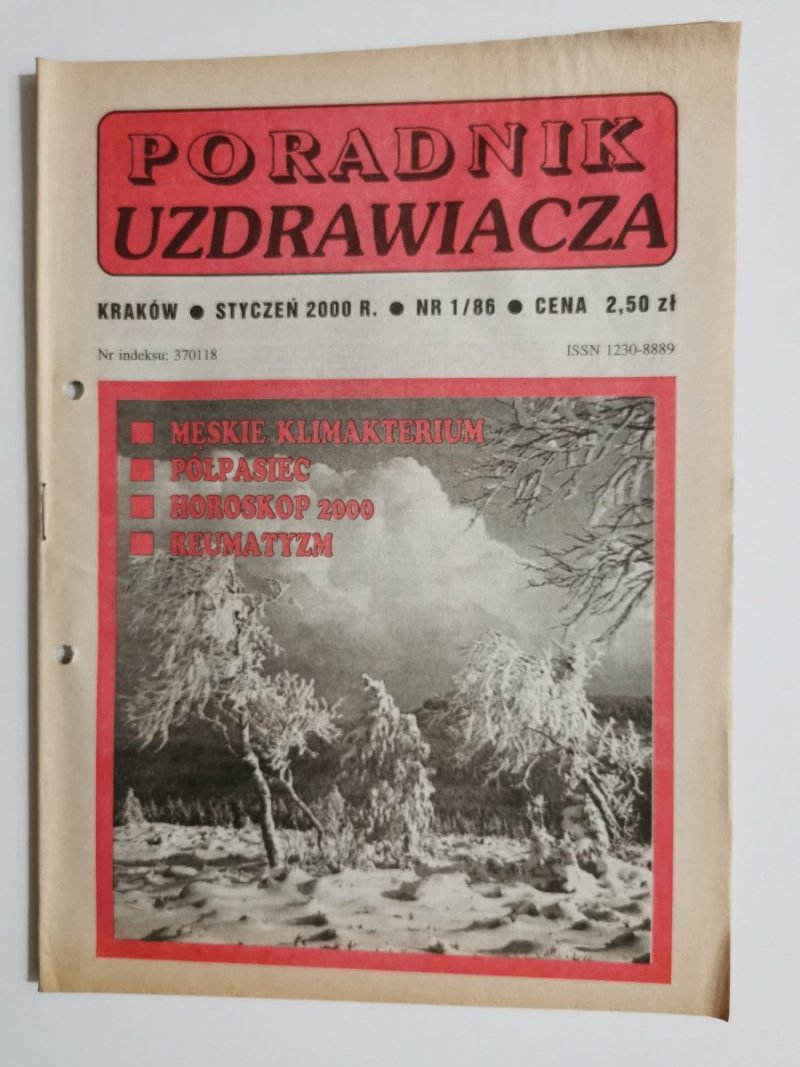 PORADNIK
UZDRAWIACZA
KRAKÓW ● STYCZEŃ 2000 R. ● NR 1/86 ● CENA 2,50 zł
Nr indeksu: 370118 ISSN 1230-8889
■ MĘSKIE KLIMAKTERIUM
■ PÓŁPASIEC
■ HOROSKOP 2000
■ REUMATYZM